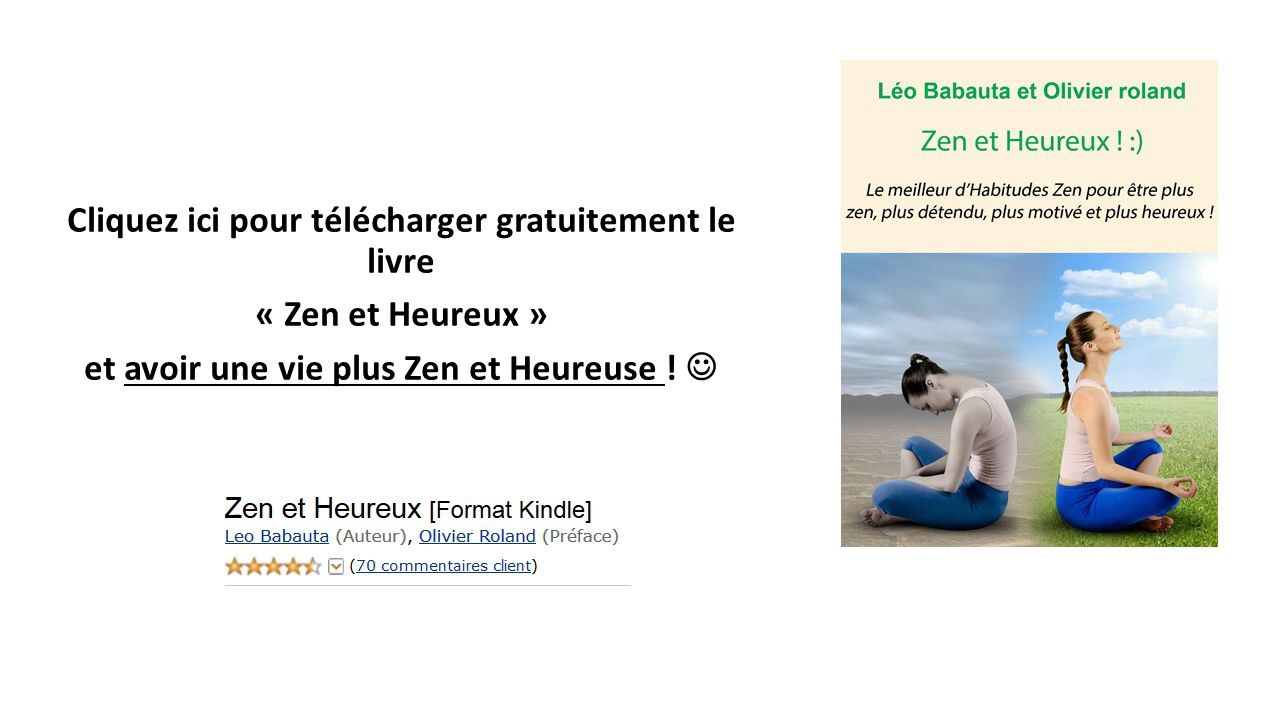 Cliquez ici pour télécharger gratuitement le
livre
« Zen et Heureux »
et avoir une vie plus Zen et Heureuse ! ☺
Zen et Heureux [Format Kindle]
Leo Babauta (Auteur), Olivier Roland (Préface)
(70 commentaires client)
Léo Babauta et Olivier roland
Zen et Heureux ! :)
Le meilleur d’Habitudes Zen pour être plus
zen, plus détendu, plus motivé et plus heureux !